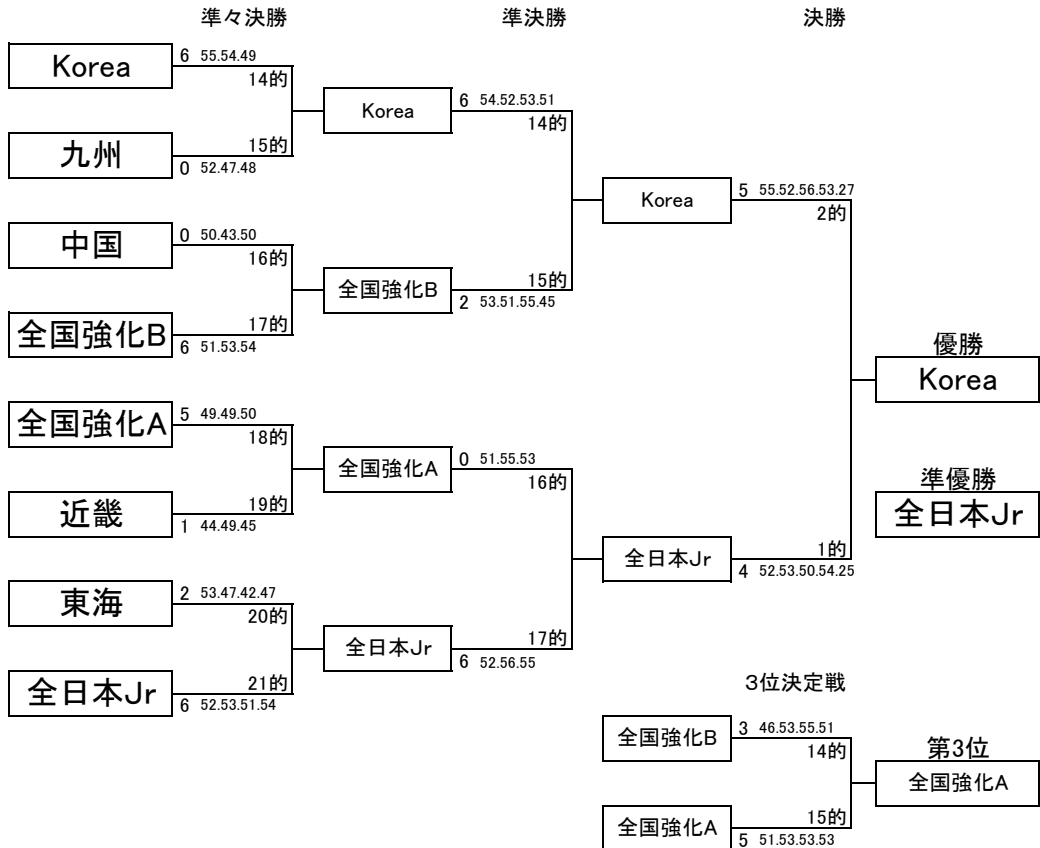 準々決勝
準決勝
決勝
Korea
6 55.54.49
14的
九州
15的
0 52.47.48
Korea
6 54.52.53.51
14的
中国
0 50.43.50
16的
全国強化B
17的
6 51.53.54
全国強化B
15的
2 53.51.55.45
Korea
5 55.52.56.53.27
2的
全国強化A
5 49.49.50
18的
近畿
19的
1 44.49.45
全国強化A
0 51.55.53
16的
東海
2 53.47.42.47
20的
全日本Jr
21的
6 52.53.51.54
全日本Jr
17的
6 52.56.55
全日本Jr
1的
4 52.53.50.54.25
優勝
Korea
準優勝
全日本Jr
3位決定戦
全国強化B
3 46.53.55.51
14的
全国強化A
15的
5 51.53.53.53
第3位
全国強化A